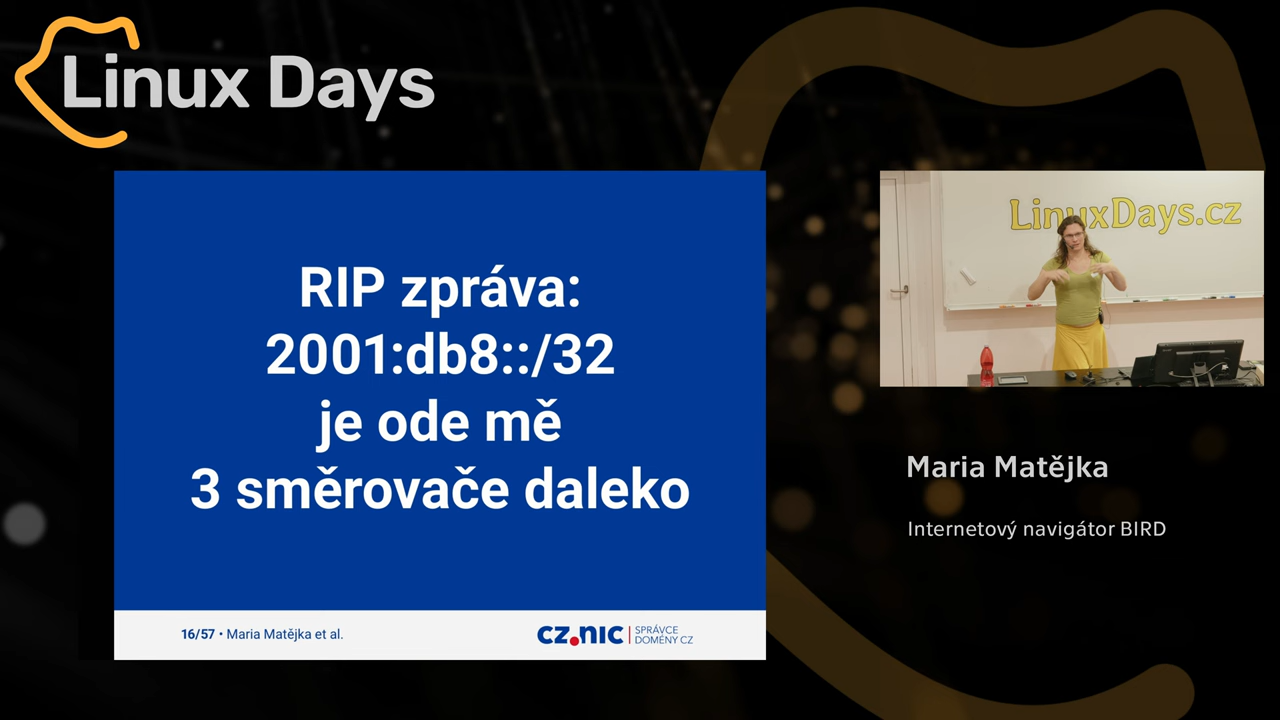 Linux Days
RIP zpráva:
2001:db8::/32
je ode mě
3 směrovače daleko
16/57 • Maria Matějka et al.
CZ.NIC | SPRÁVCE
DOMÉNY CZ
LinuxDays.cz
Maria Matějka
Internetový navigátor BIRD